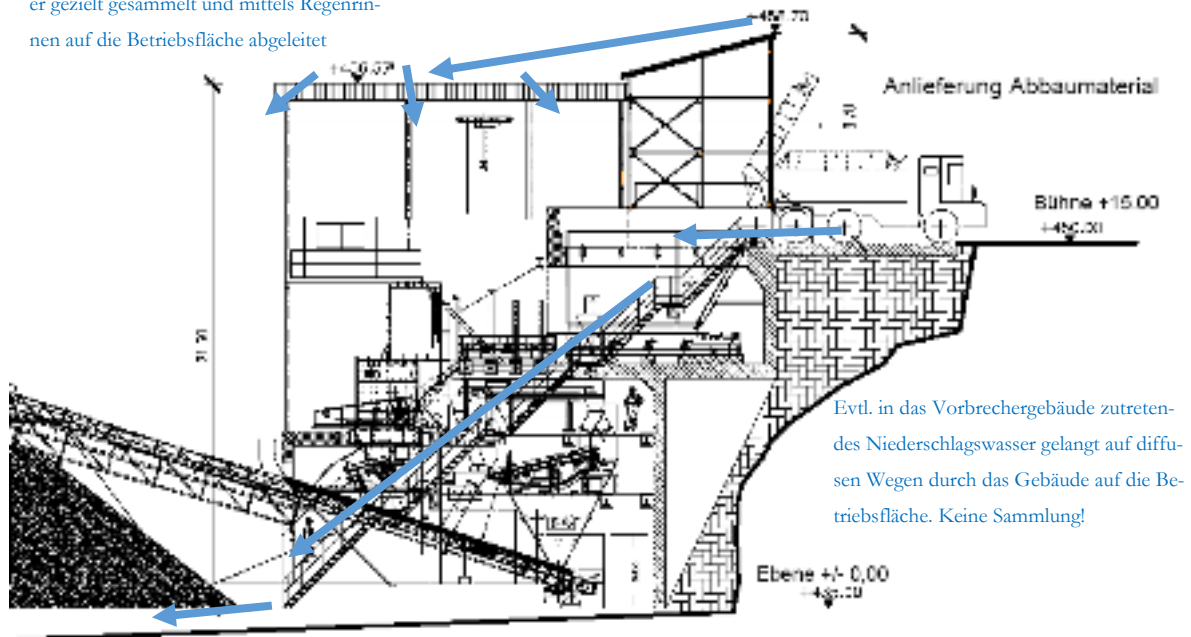 er gezielt gesammelt und mittels Regenrin-
nen auf die Betriebsfläche abgeleitet
Anlieferung Abbaumaterial
Bühne +15.00
Evtl. in das Vorbrechergebäude zutreten-
des Niederschlagswasser gelangt auf diffu-
sen Wegen durch das Gebäude auf die Be-
triebsfläche. Keine Sammlung!
Ebene +/- 0,00